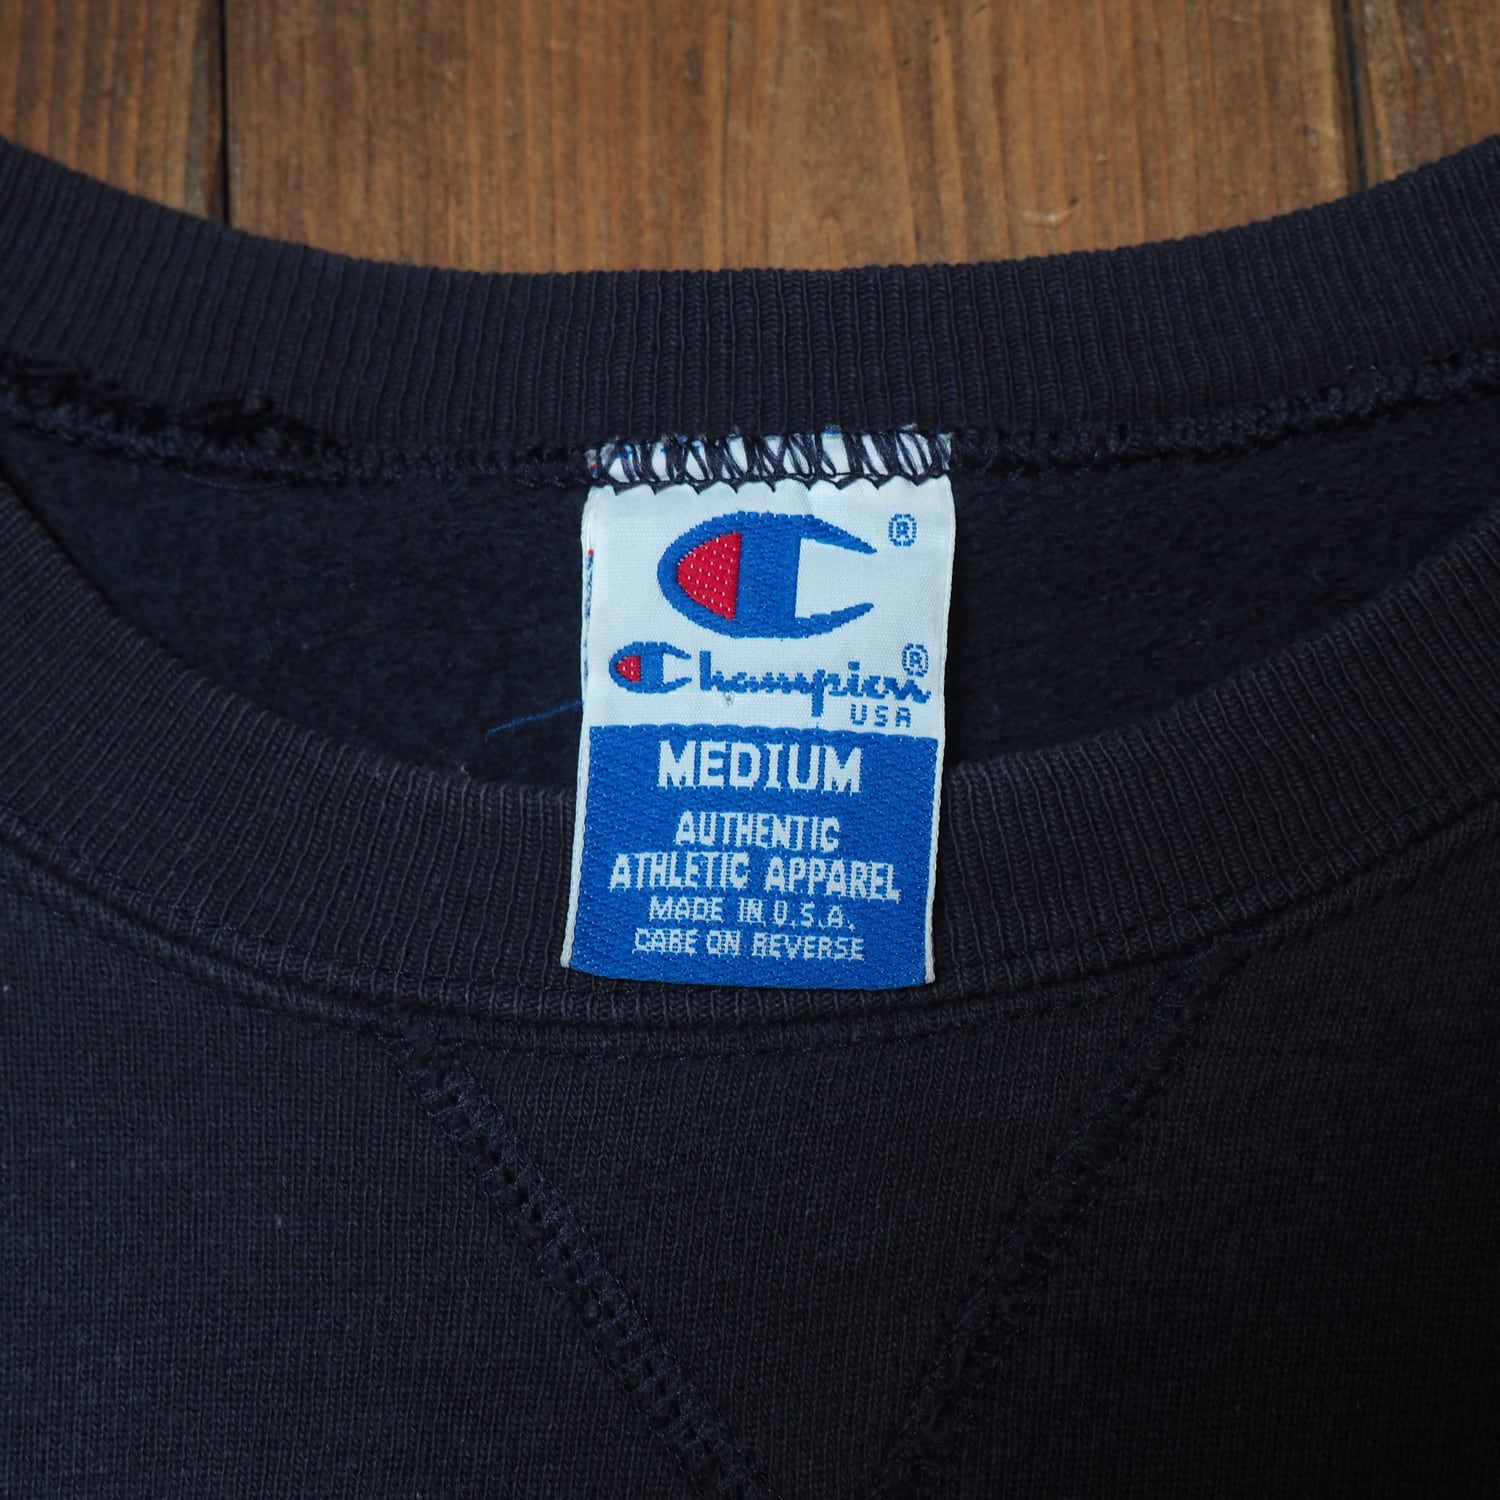 ®
Champion®
USA
MEDIUM
AUTHENTIC
ATHLETIC APPAREL
MADE IN U.S.A.
CARE ON REVERSE